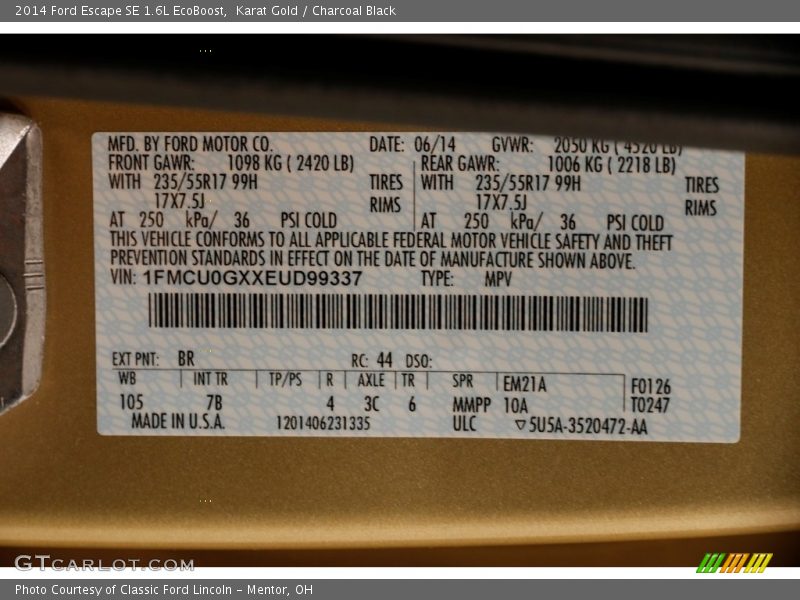 2014 Ford Escape SE 1.6L EcoBoost,  Karat Gold / Charcoal Black
MFD. BY FORD MOTOR CO. DATE: 06/14 GVWR: 2050 KG ( 4520 LB)
FRONT GAWR: 1098 KG ( 2420 LB) REAR GAWR: 1006 KG ( 2218 LB)
WITH 235/55R17 99H TIRES WITH 235/55R17 99H TIRES
17X7.5J RIMS 17X7.5J RIMS
AT 250 kPa/ 36 PSI COLD AT 250 kPa/ 36 PSI COLD
THIS VEHICLE CONFORMS TO ALL APPLICABLE FEDERAL MOTOR VEHICLE SAFETY AND THEFT
PREVENTION STANDARDS IN EFFECT ON THE DATE OF MANUFACTURE SHOWN ABOVE.
VIN: 1FMCU0GXXEUD99337 TYPE: MPV
EXT PNT: BR RC: 44 DSO:
WB INT TR TP/PS R AXLE TR SPR EM21A F0126
105 7B 4 3C 6 MMPP 10A T0247
MADE IN U.S.A. 1201406231335 ULC ▽5U5A-3520472-AA
GTCARLOT.COM
Photo Courtesy of Classic Ford Lincoln - Mentor, OH